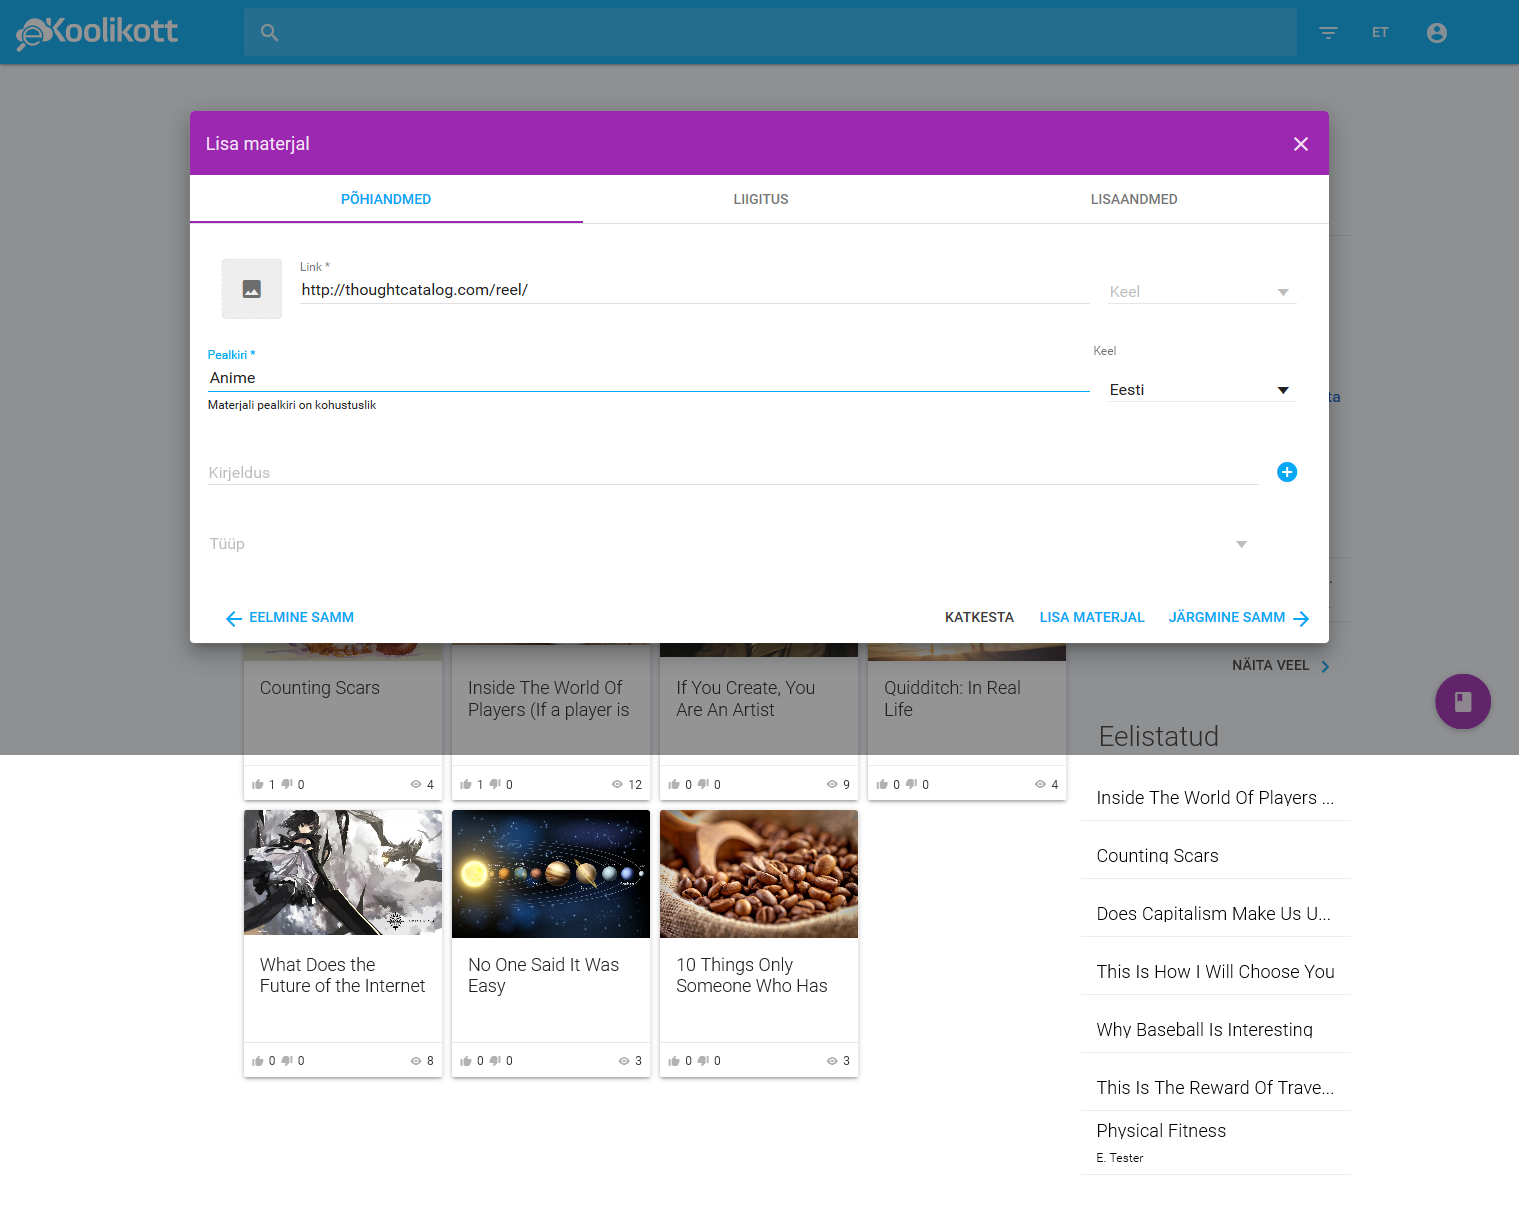 eKoolikott
ET
Lisa materjal
PÕHIANDMED
LIIGITUS
LISAANDMED
Link *
http://thoughtcatalog.com/reel/
Keel
Pealkiri *
Anime
Keel
Eesti
Materjali pealkiri on kohustuslik
Kirjeldus
Tüüp
EELMINE SAMM
KATKESTA
LISA MATERJAL
JÄRGMINE SAMM
ta
NÄITA VEEL
Counting Scars
1 0 4
Inside The World Of
Players (If a player is
1 0 12
If You Create, You
Are An Artist
0 0 9
Quidditch: In Real
Life
0 0 4
What Does the
Future of the Internet
0 0 8
No One Said It Was
Easy
0 0 3
10 Things Only
Someone Who Has
0 0 3
Eelistatud
Inside The World Of Players ...
Counting Scars
Does Capitalism Make Us U...
This Is How I Will Choose You
Why Baseball Is Interesting
This Is The Reward Of Trave...
Physical Fitness
E. Tester